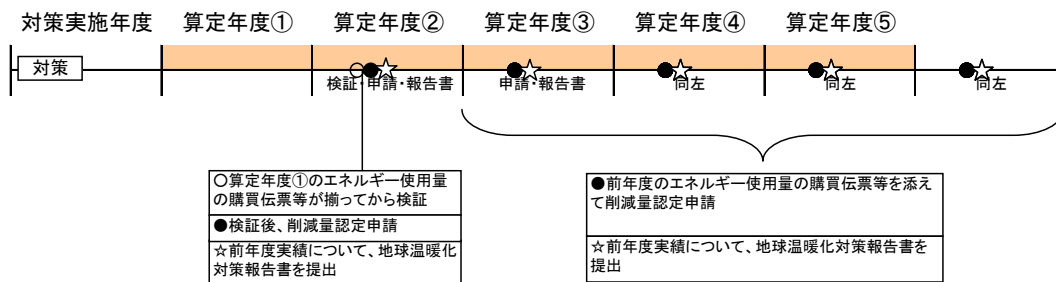 対策実施年度 算定年度① 算定年度② 算定年度③ 算定年度④ 算定年度⑤
対策
検証・申請・報告書 申請・報告書 同左 同左 同左
○算定年度①のエネルギー使用量
の購買伝票等が揃ってから検証
●検証後、削減量認定申請
☆前年度実績について、地球温暖化
対策報告書を提出
●前年度のエネルギー使用量の購買伝票等を添え
て削減量認定申請
☆前年度実績について、地球温暖化対策報告書を
提出